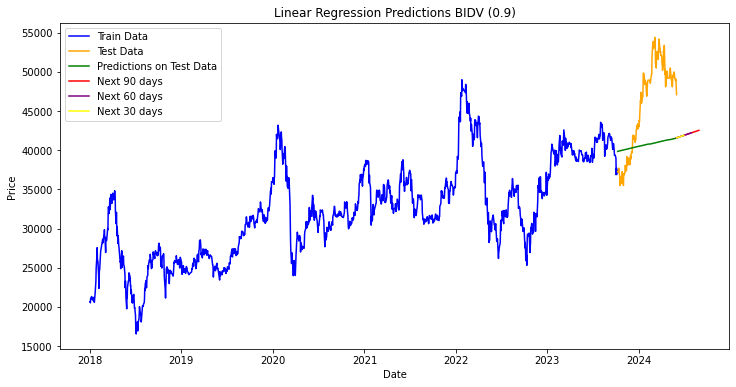 Linear Regression Predictions BIDV (0.9)
Train Data
Test Data
Predictions on Test Data
Next 90 days
Next 60 days
Next 30 days
Price
55000
50000
45000
40000
35000
30000
25000
20000
15000
2018 2019 2020 2021 2022 2023 2024
Date